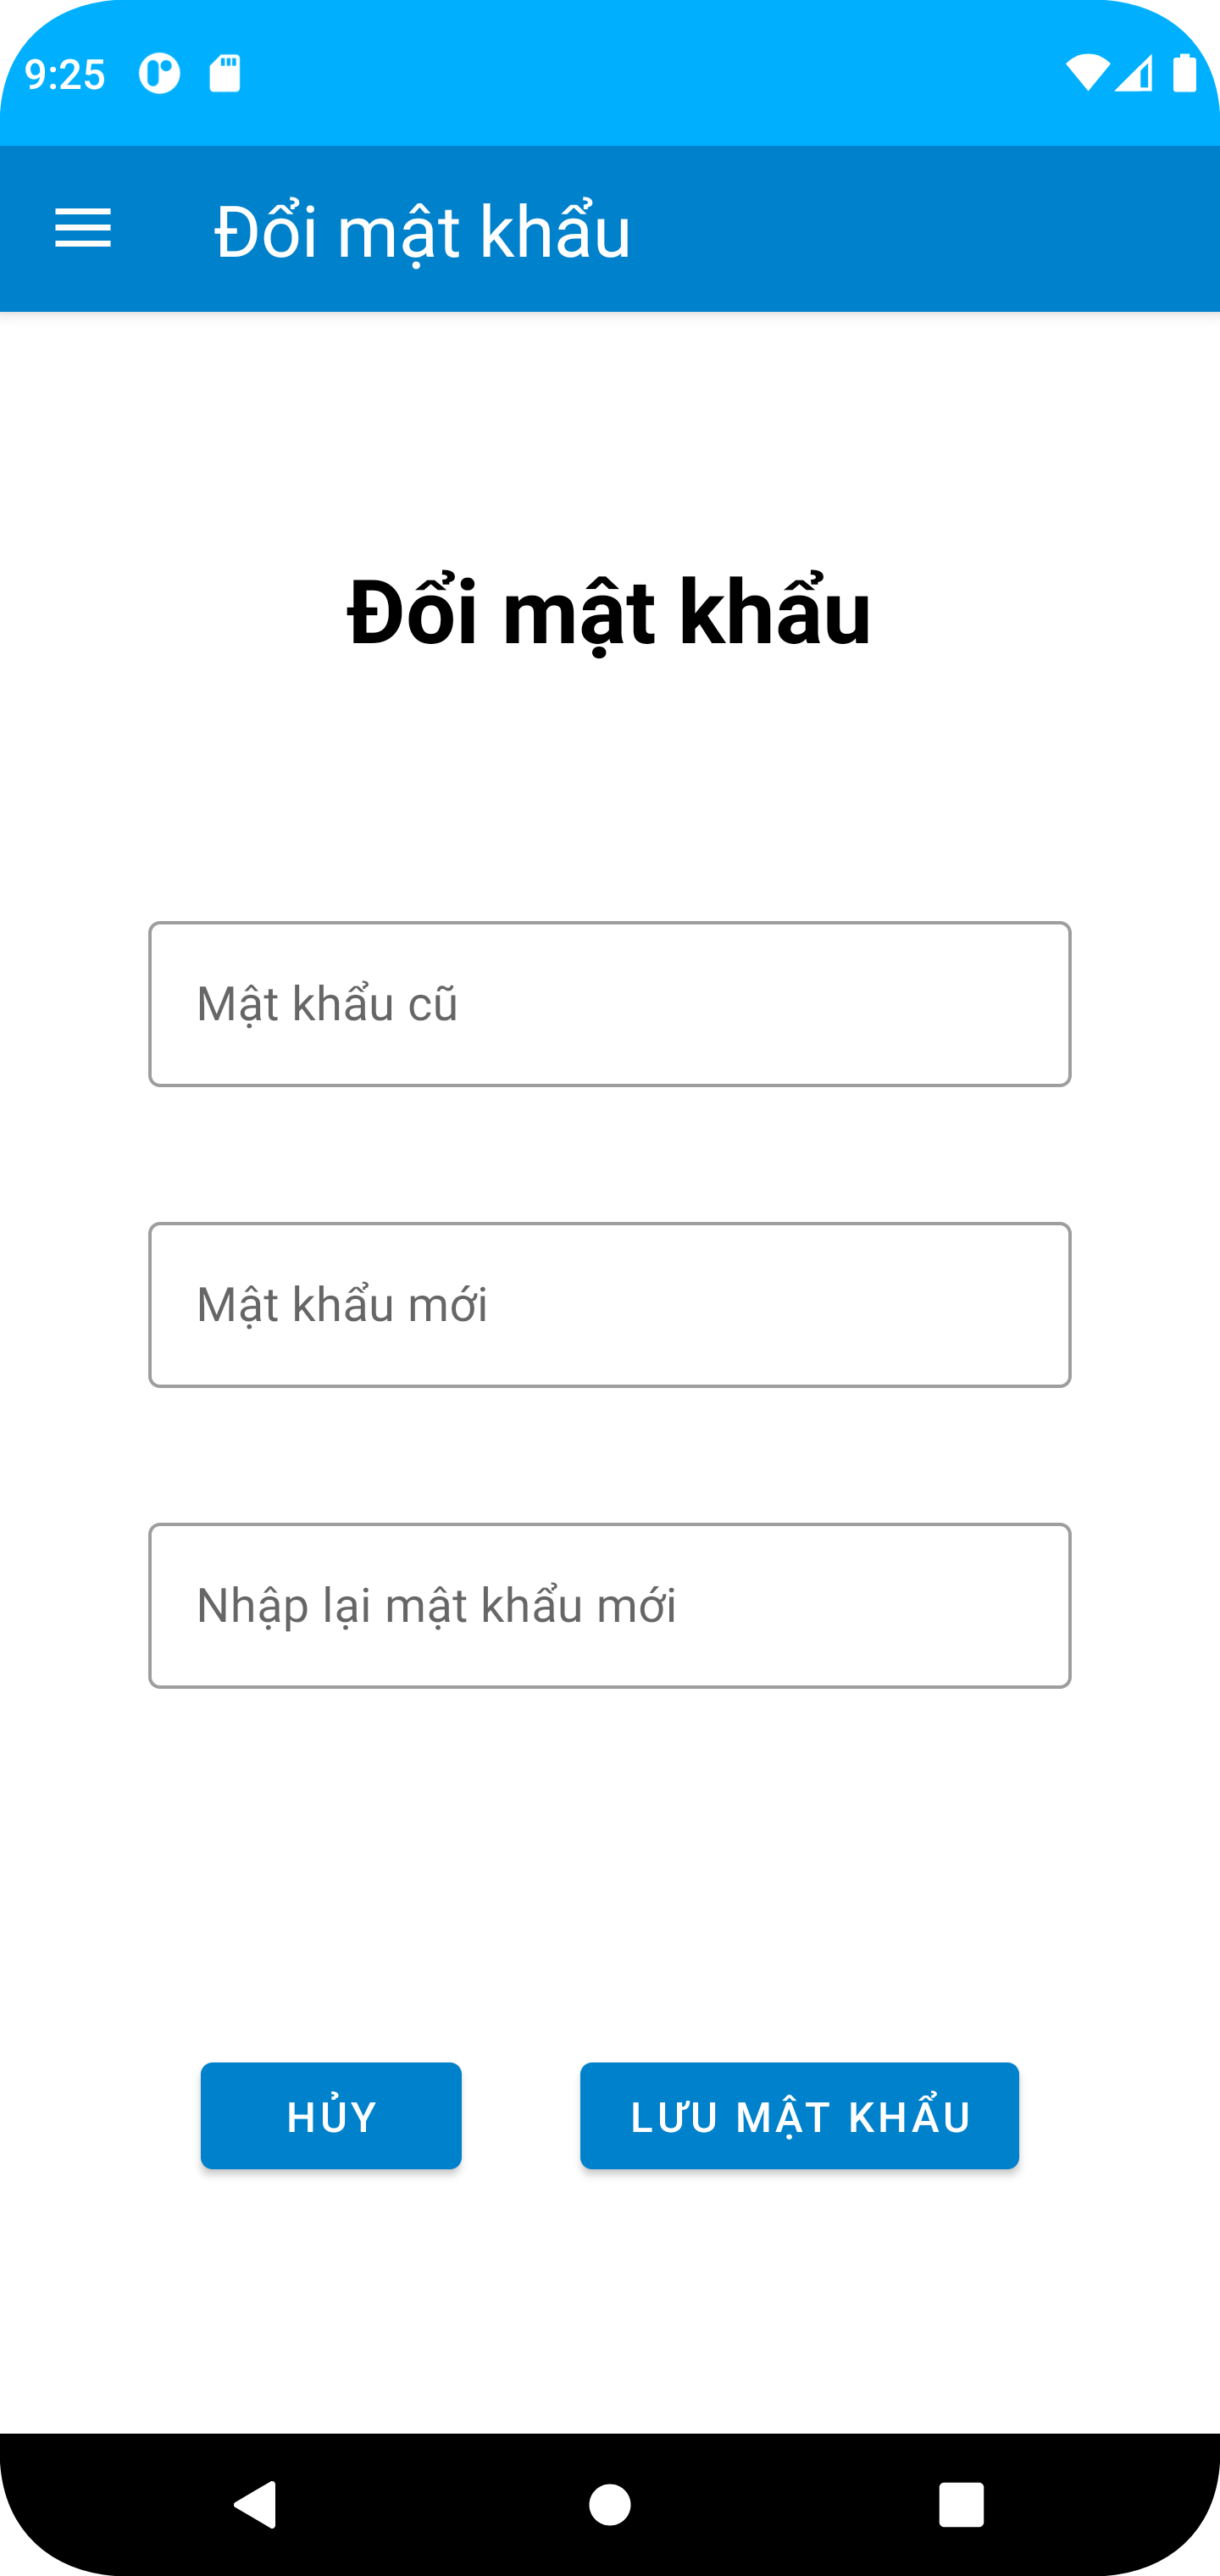 9:25
Đổi mật khẩu
Đổi mật khẩu
Mật khẩu cũ
Mật khẩu mới
Nhập lại mật khẩu mới
HỦY
LƯU MẬT KHẨU